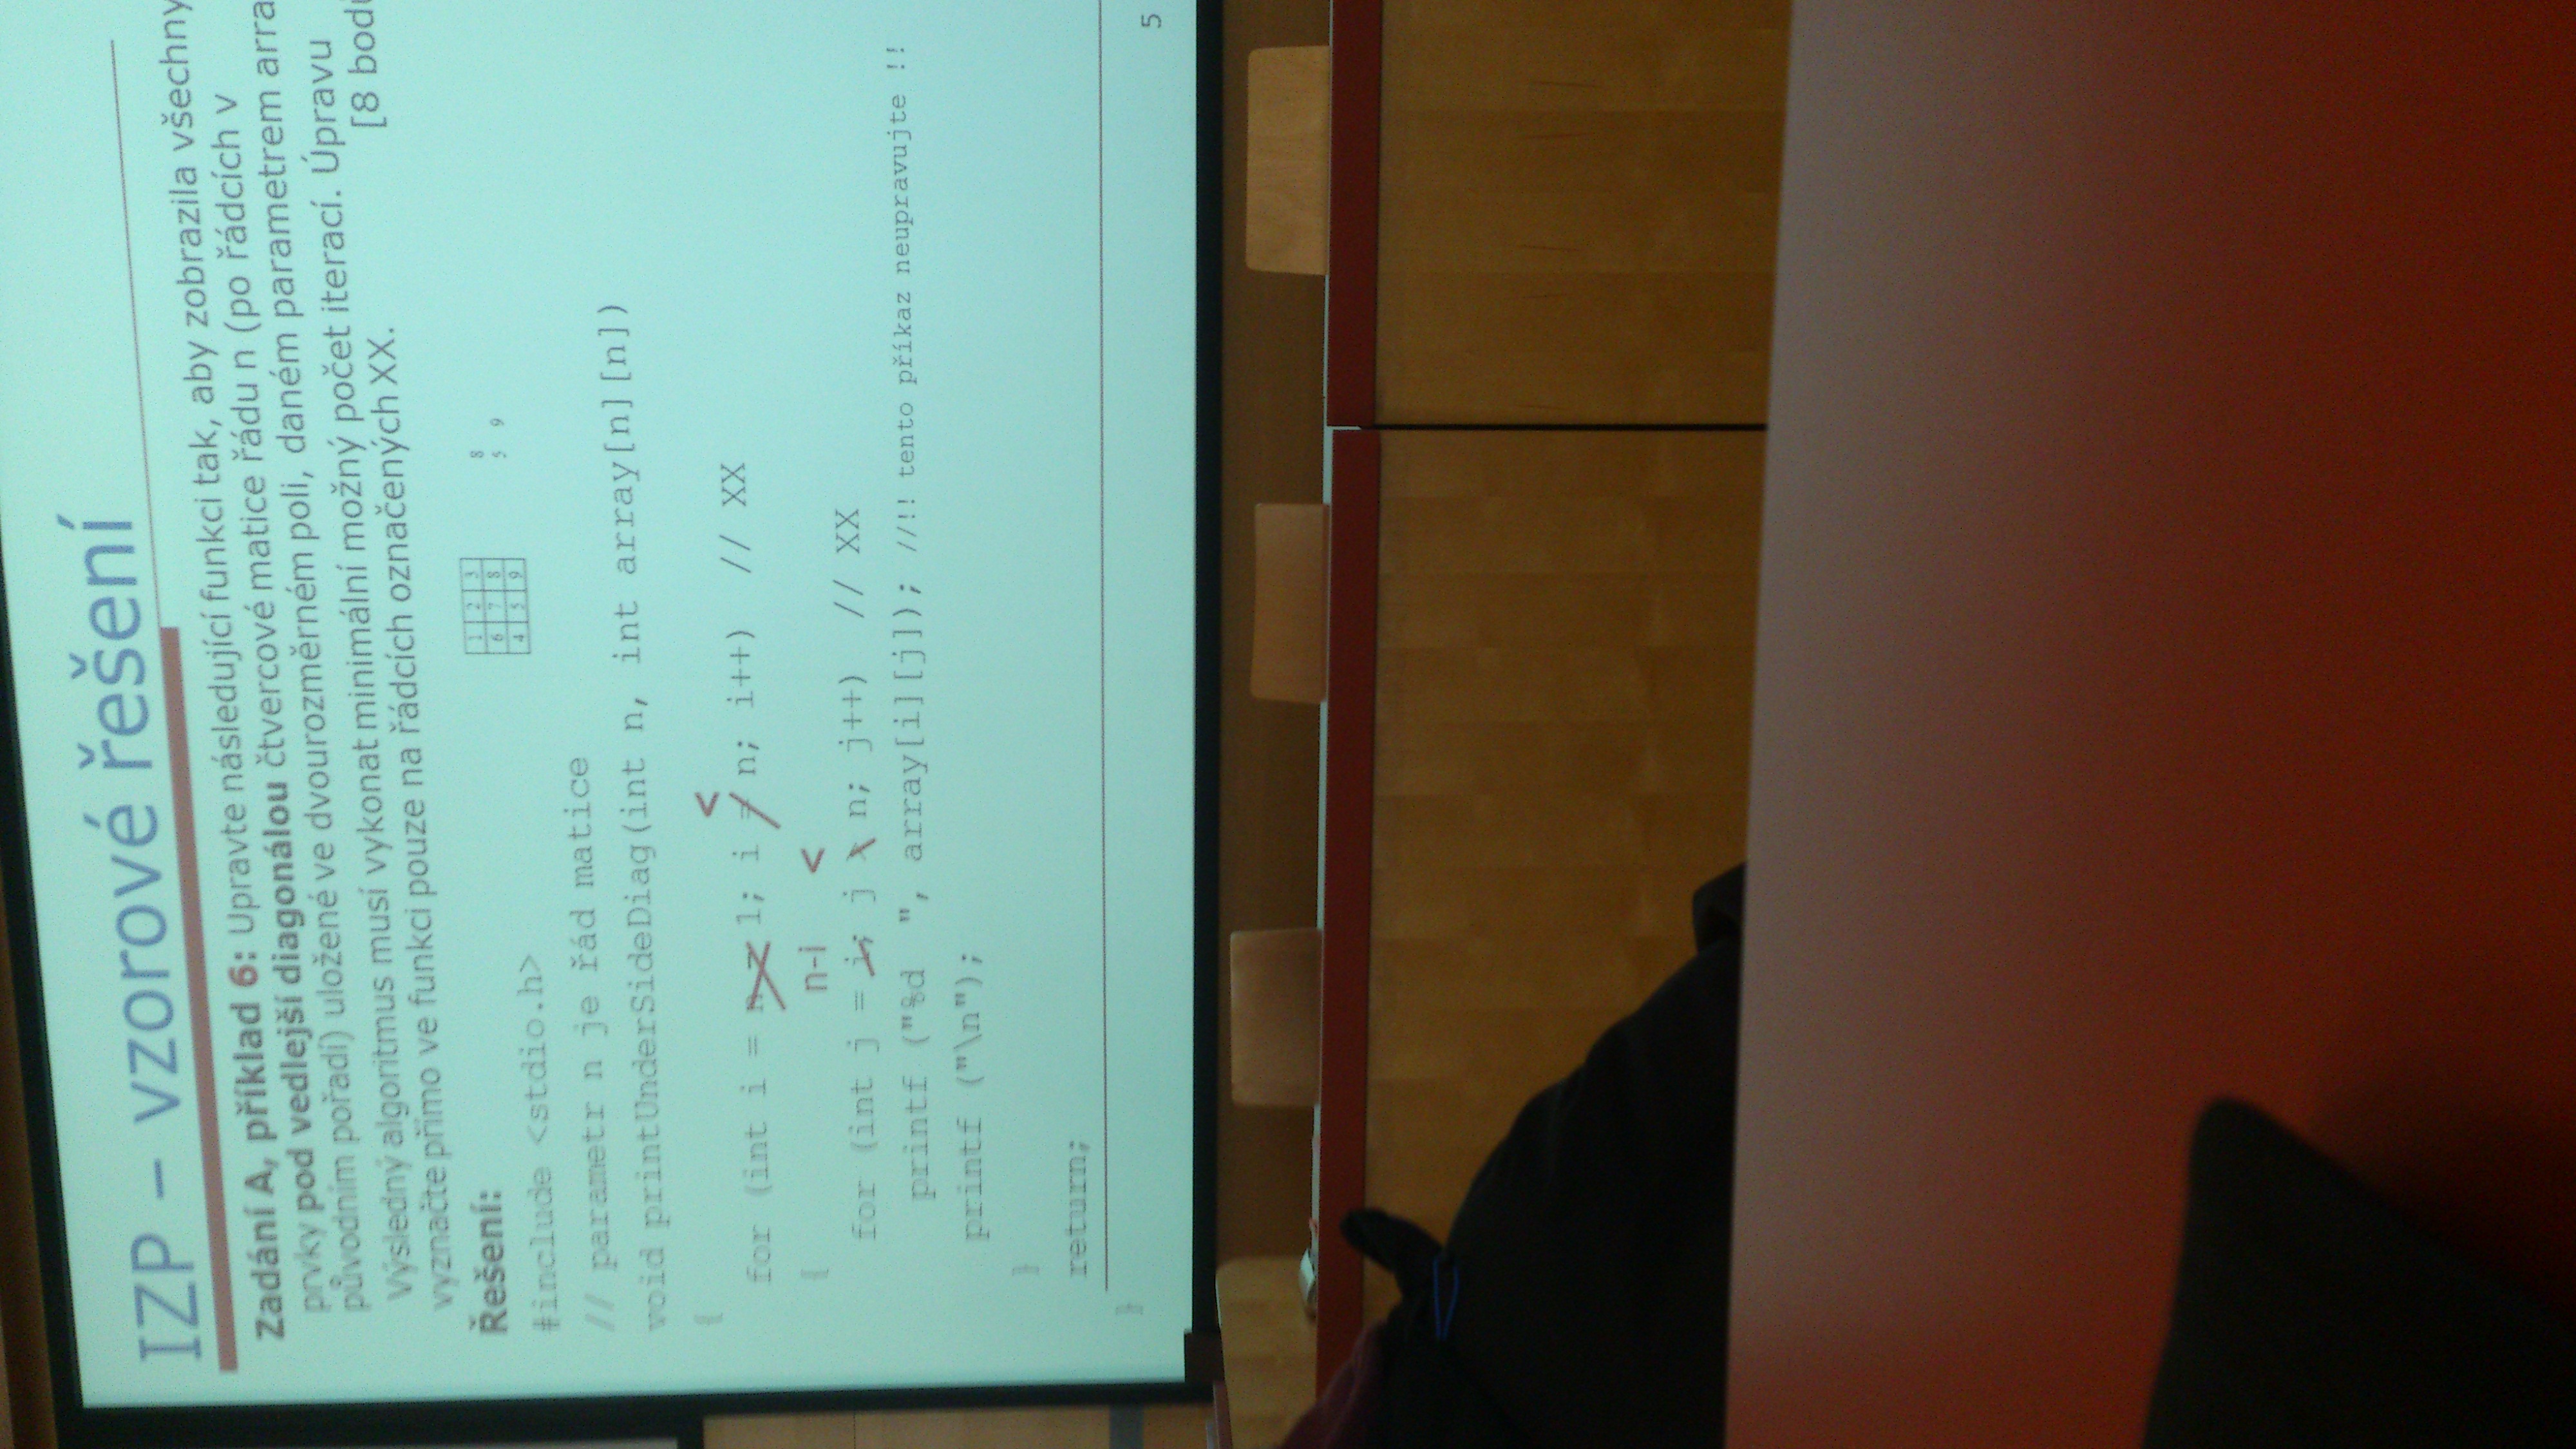 IZP – vzorové řešení
Zadání A, příklad 6: Upravte následující funkci tak, aby zobrazila všechny
prvky pod vedlejší diagonálou čtvercové matice řádu n (po řádcích v
původním pořadí) uložené ve dvourozměrném poli, daném parametrem arra
Výsledný algoritmus musí vykonat minimální možný počet iterací. Úpravu
vyznačte přímo ve funkci pouze na řádcích označených XX. [8 bod
Řešení:
1 2 3
6 7 8
4 5 9
8
5 9
#include <stdio.h>
// parametr n je řád matice
void printUnderSideDiag(int n, int array[n][n])
{
<
for (int i = n - 1; i = n; i++) // XX
{
n-i <
for (int j = i; j n; j++) // XX
printf ("%d ", array[i][j]); //!! tento příkaz neupravujte !!
printf ("\n");
}
return;
}
5